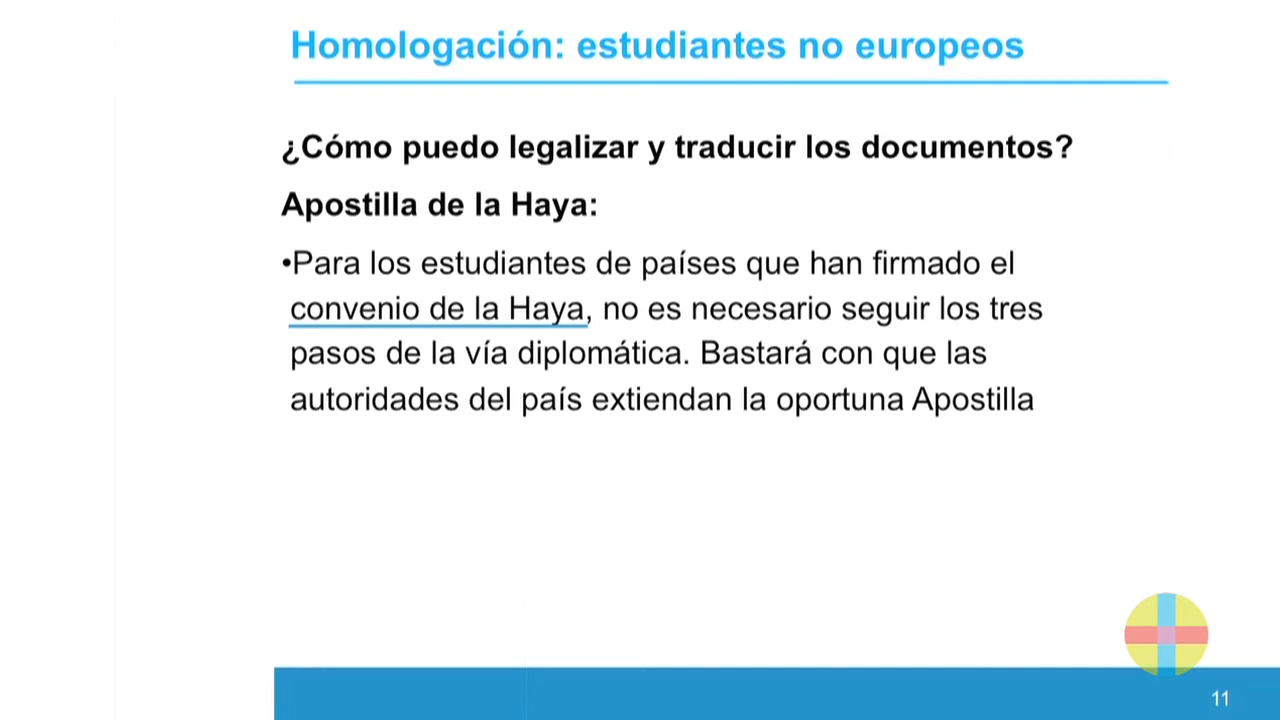 Homologación: estudiantes no europeos
¿Cómo puedo legalizar y traducir los documentos?
Apostilla de la Haya:
•Para los estudiantes de países que han firmado el
convenio de la Haya, no es necesario seguir los tres
pasos de la vía diplomática. Bastará con que las
autoridades del país extiendan la oportuna Apostilla
11